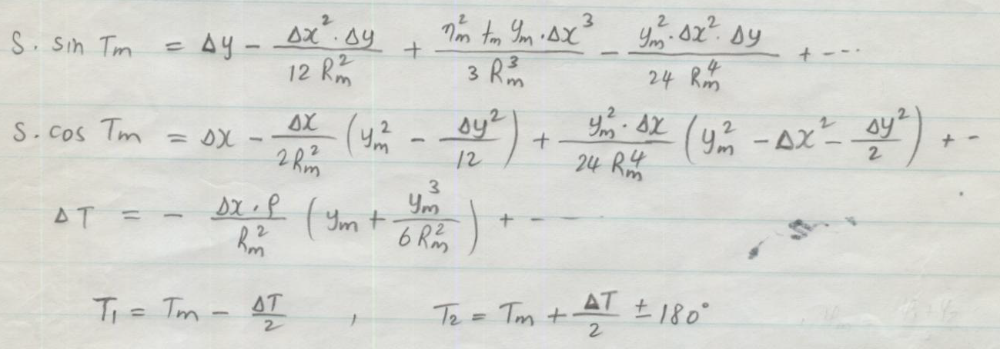 S. sin Tm = Δy − Δx²·Δy / 12 Rm² + ηm² tm ym·Δx³ / 3 Rm³ − ym²·Δx²·Δy / 24 Rm⁴ + ---
S. cos Tm = Δx − Δx / 2Rm² (ym² − Δy² / 12) + ym²·Δx / 24 Rm⁴ (ym² − Δx² − Δy² / 2) + -
ΔT = − Δx·ρ / Rm² (ym + ym³ / 6 Rm²) + - -
T₁ = Tm − ΔT / 2 , T₂ = Tm + ΔT / 2 ± 180°